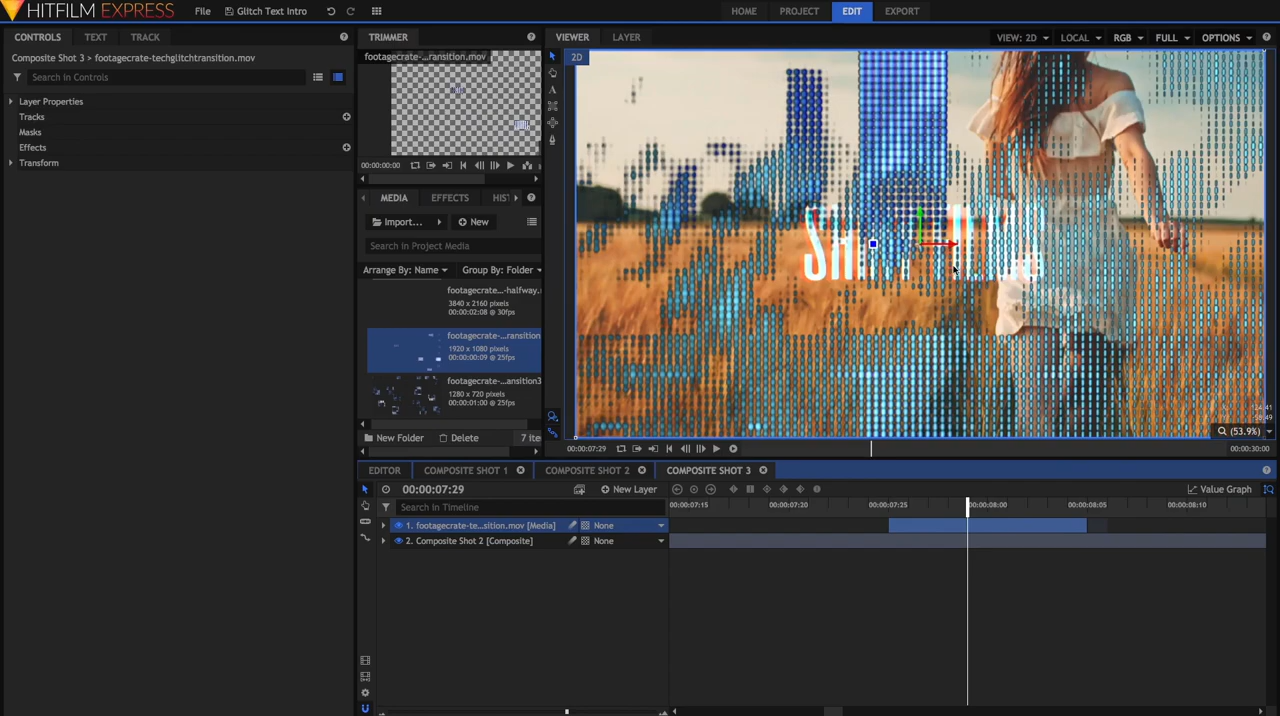 HITFILM EXPRESS
File
Glitch Text Intro
HOME
PROJECT
EDIT
EXPORT
CONTROLS
TEXT
TRACK
Composite Shot 3 > footagecrate-techglitchtransition.mov
Search in Controls
Layer Properties
Tracks
Masks
Effects
Transform
TRIMMER
footagecrate-...ransition.mov
00:00:00:00
MEDIA
EFFECTS
HIS
Import...
New
Search in Project Media
Arrange By: Name
Group By: Folder
footagecrate...-halfway.
3840 x 2160 pixels
00:00:02:08 @ 30fps
footagecrate-...ransition
1920 x 1080 pixels
00:00:00:09 @ 25fps
footagecrate-...ansition3
1280 x 720 pixels
00:00:01:00 @ 25fps
New Folder
Delete
7 Ite
VIEWER
LAYER
VIEW: 2D
LOCAL
RGB
FULL
OPTIONS
2D
(53.9%)
00:00:07:29
00:00:30:00
EDITOR
COMPOSITE SHOT 1
COMPOSITE SHOT 2
COMPOSITE SHOT 3
00:00:07:29
New Layer
Value Graph
Search in Timeline
00:00:07:15
00:00:07:20
00:00:07:25
00:00:08:00
00:00:08:05
00:00:08:10
1. footagecrate-te...sition.mov [Media]
None
2. Composite Shot 2 [Composite]
None